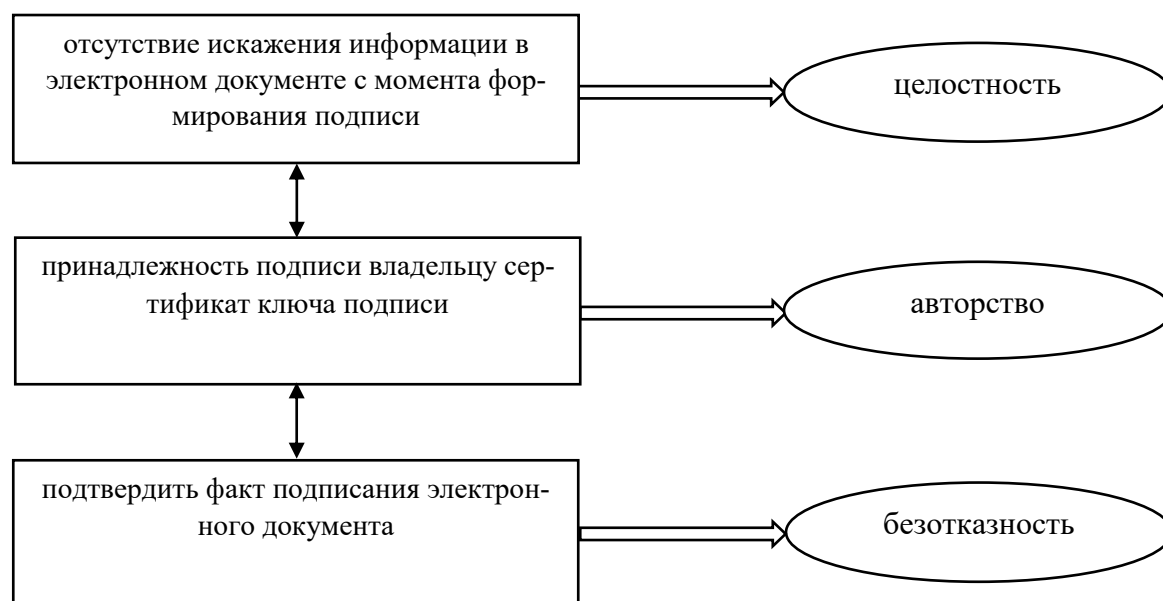 отсутствие искажения информации в
электронном документе с момента фор-
мирования подписи
целостность
принадлежность подписи владельцу сер-
тификат ключа подписи
авторство
подтвердить факт подписания электрон-
ного документа
безотказность